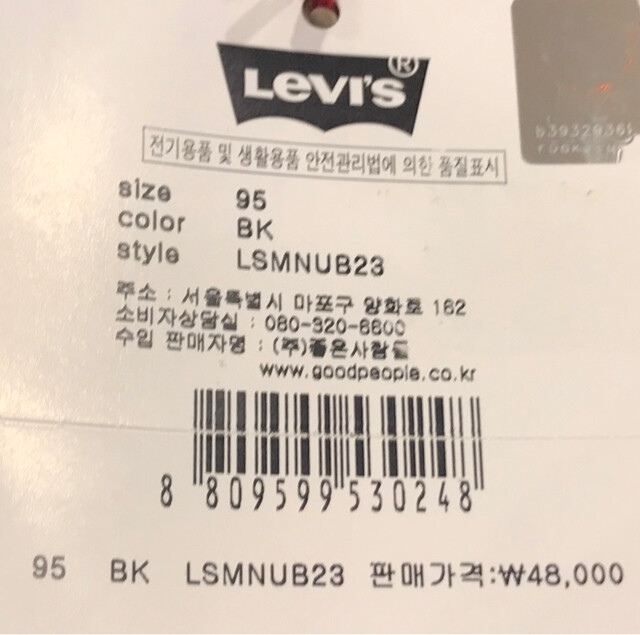 Levi's®
전기용품 및 생활용품 안전관리법에 의한 품질표시
size 95
color BK
style LSMNUB23
주소 : 서울특별시 마포구 양화로 162
소비자상담실 : 080-320-6600
수입 판매자명 : (주)좋은사람들
www.goodpeople.co.kr
8 809599 530248
95 BK LSMNUB23 판매가격:₩48,000